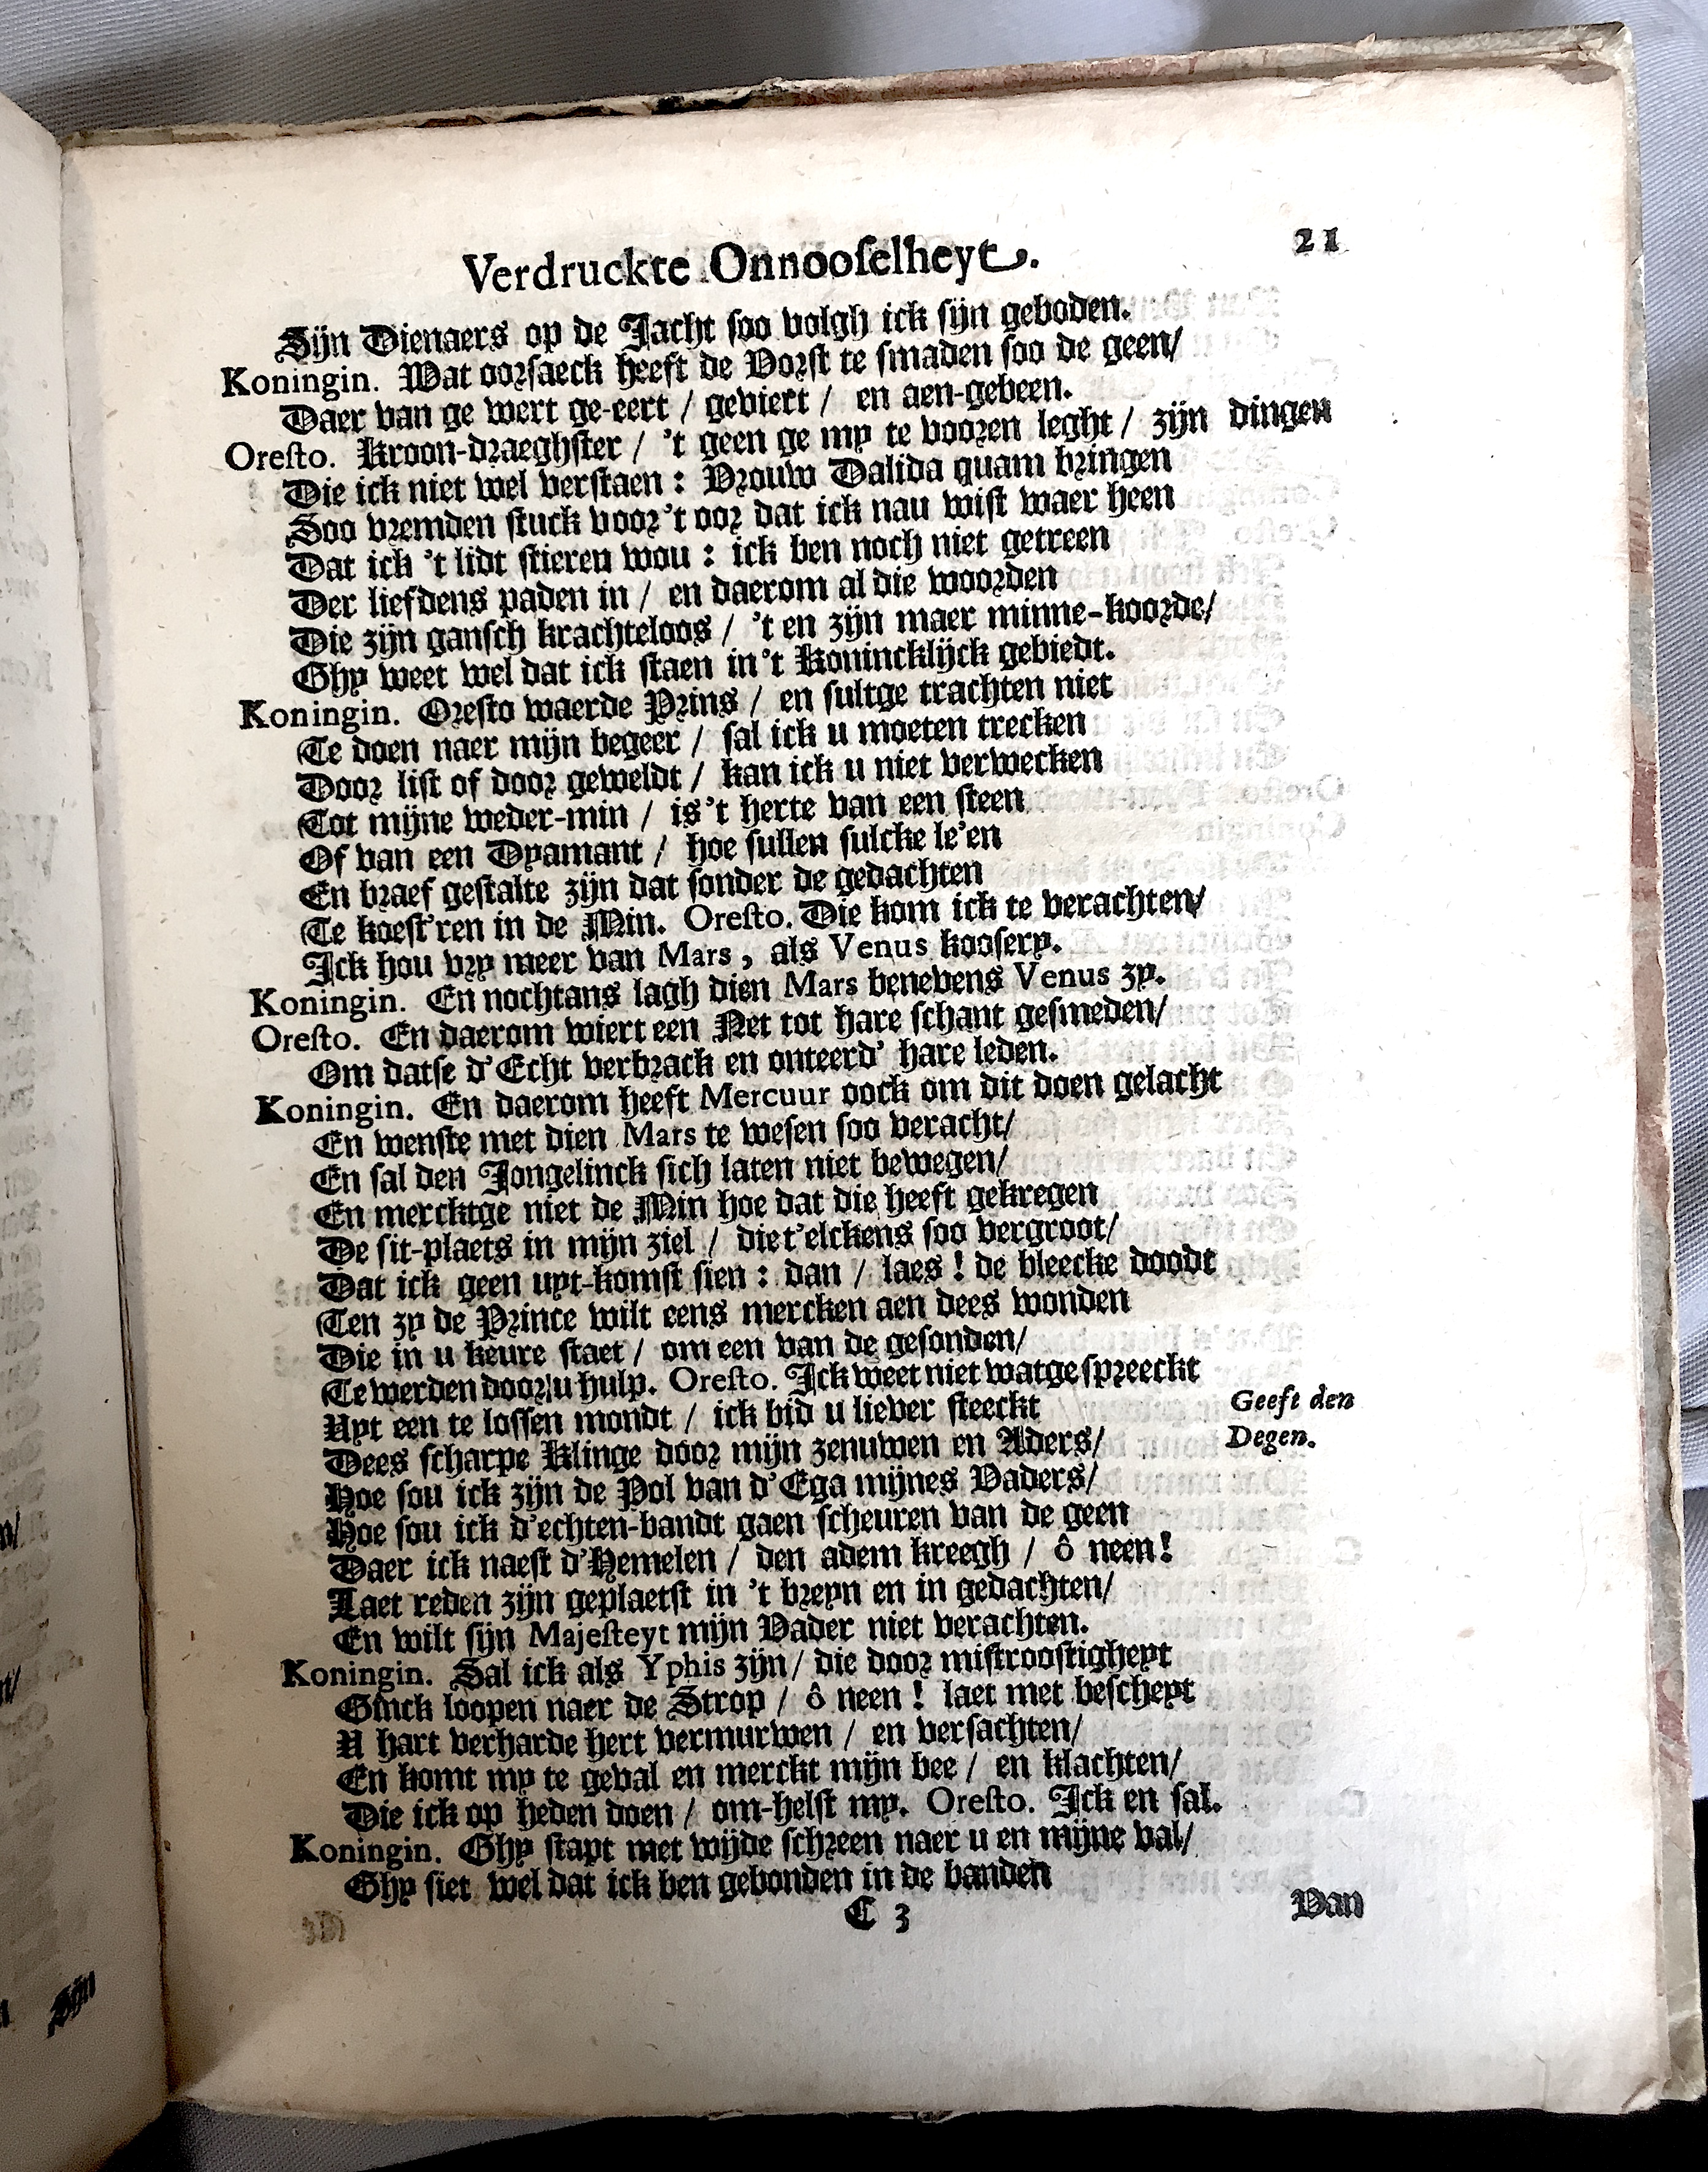 Verdruckte Onnooselheyt.
21
Sijn Dienaers op de Jacht soo volgh ick sijn geboden.
Koningin. Wat oorsaeck heeft de Vorst te smaden soo de geen/
Daer van ge wert ge-eert / geviert / en aen-gebeen.
Oresto. Kroon-draeghster / 't geen ge my te vooren leght / zijn dingen
Die ick niet wel verstaen : Vrouw Dalida quam bringen
Soo vremden stuck voor 't oor dat ick nau wist waer heen
Dat ick 't lidt stieren wou : ick ben noch niet getreen
Der liefdens paden in / en daerom al die woorden
Die zijn gansch krachteloos / 't en zijn maer minne-koorde/
Ghy weet wel dat ick staen in 't Konincklijck gebiedt.
Koningin. Oresto waerde Prins / en sultge trachten niet
Te doen naer mijn begeer / sal ick u moeten trecken
Door list of door geweldt / kan ick u niet verwecken
Tot mijne weder-min / is 't herte van een steen
Of van een Dyamant / hoe sullen sulcke le'en
En braef gestalte zijn dat sonder de gedachten
Te koest'ren in de Min. Oresto. Die kom ick te verachten/
Ick hou vry meer van Mars, als Venus koosery.
Koningin. En nochtans lagh dien Mars benevens Venus zy.
Oresto. En daerom wiert een Net tot hare schant gesmeden/
Om datse d'Echt verbrack en onteerd' hare leden.
Koningin. En daerom heeft Mercuur oock om dit doen gelacht
En wenste met dien Mars te wesen soo veracht/
En sal den Jongelinck sich laten niet bewegen/
En mercktge niet de Min hoe dat die heeft gekregen
De sit-plaets in mijn ziel / die t'elckens soo vergroot/
Dat ick geen uyt-komst sien : dan / laes ! de bleecke doodt
Ten zy de Prince wilt eens mercken aen dees wonden
Die in u keure staet / om een van de gesonden/
Te werden door u hulp. Oresto. Ick weet niet wat ge spreeckt
Uyt een te lossen mondt / ick bid u liever steeckt
Geeft den
Dees scharpe Klinge door mijn zenuwen en Aders/
Degen.
Hoe sou ick zijn de Pol van d'Ega mijnes Vaders/
Hoe sou ick d'echten-bandt gaen scheuren van de geen
Daer ick naest d'Hemelen / den adem kreegh / ô neen!
Laet reden zijn geplaetst in 't breyn en in gedachten/
En wilt sijn Majesteyt mijn Vader niet verachten.
Koningin. Sal ick als Yphis zijn / die door mistroostigheyt
Ginck loopen naer de Strop / ô neen ! laet met bescheyt
U hart verharde hert vermurwen / en versachten/
En komt my te geval en merckt mijn bee / en klachten/
Die ick op heden doen / om-helst my. Oresto. Ick en sal.
Koningin. Ghy stapt met wijde schreen naer u en mijne val/
Ghy siet wel dat ick ben gebonden in de banden
C 3
Van
Sijn